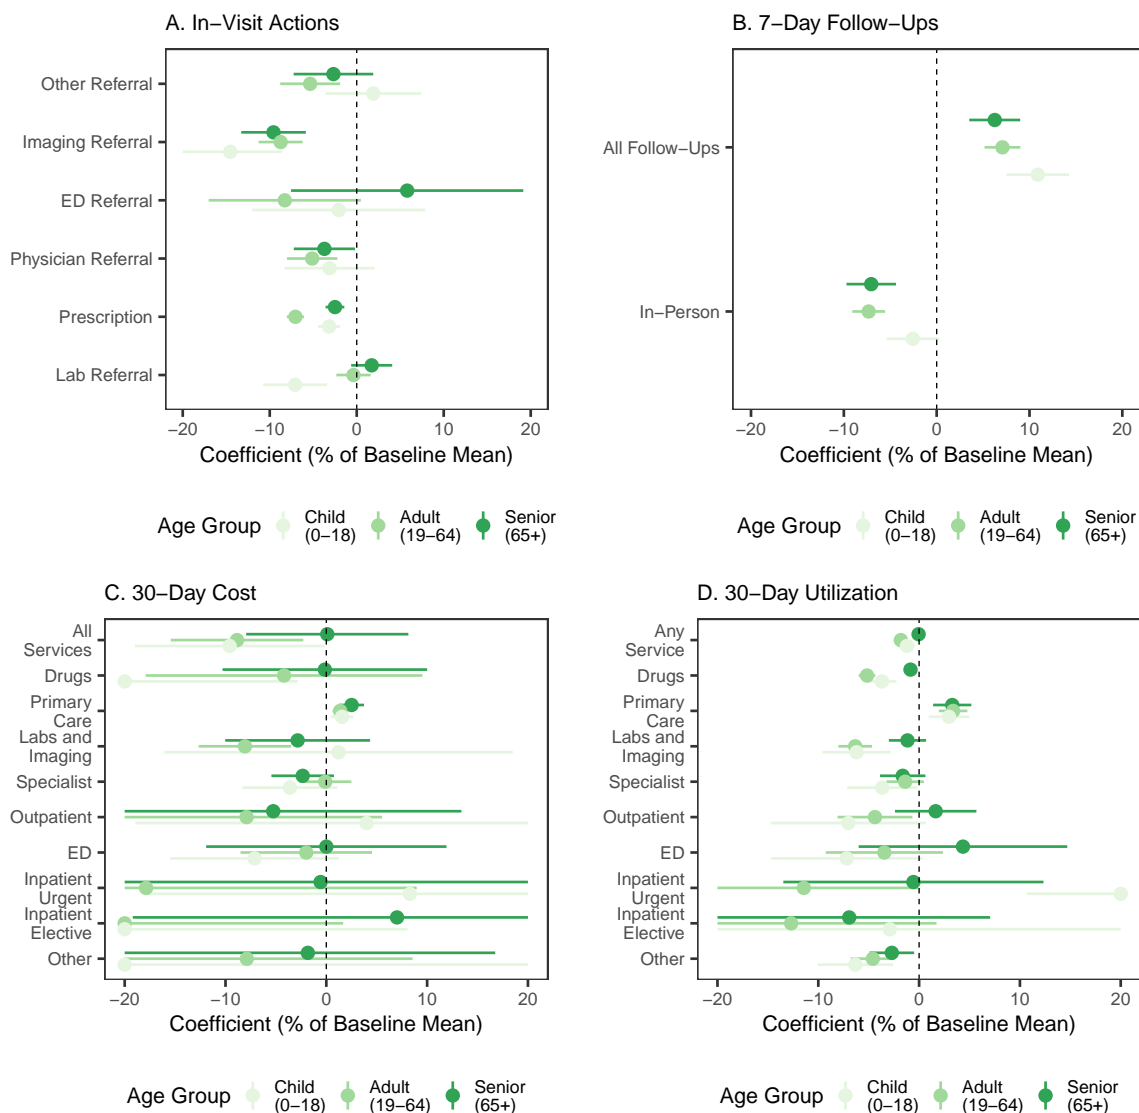 A. In−Visit Actions
Other Referral
Imaging Referral
ED Referral
Physician Referral
Prescription
Lab Referral
−20 −10 0 10 20
Coefficient (% of Baseline Mean)
Age Group Child (0−18) Adult (19−64) Senior (65+)
B. 7−Day Follow−Ups
All Follow−Ups
In−Person
−20 −10 0 10 20
Coefficient (% of Baseline Mean)
Age Group Child (0−18) Adult (19−64) Senior (65+)
C. 30−Day Cost
All
Services
Drugs
Primary
Care
Labs and
Imaging
Specialist
Outpatient
ED
Inpatient
Urgent
Inpatient
Elective
Other
−20 −10 0 10 20
Coefficient (% of Baseline Mean)
Age Group Child (0−18) Adult (19−64) Senior (65+)
D. 30−Day Utilization
Any
Service
Drugs
Primary
Care
Labs and
Imaging
Specialist
Outpatient
ED
Inpatient
Urgent
Inpatient
Elective
Other
−20 −10 0 10 20
Coefficient (% of Baseline Mean)
Age Group Child (0−18) Adult (19−64) Senior (65+)